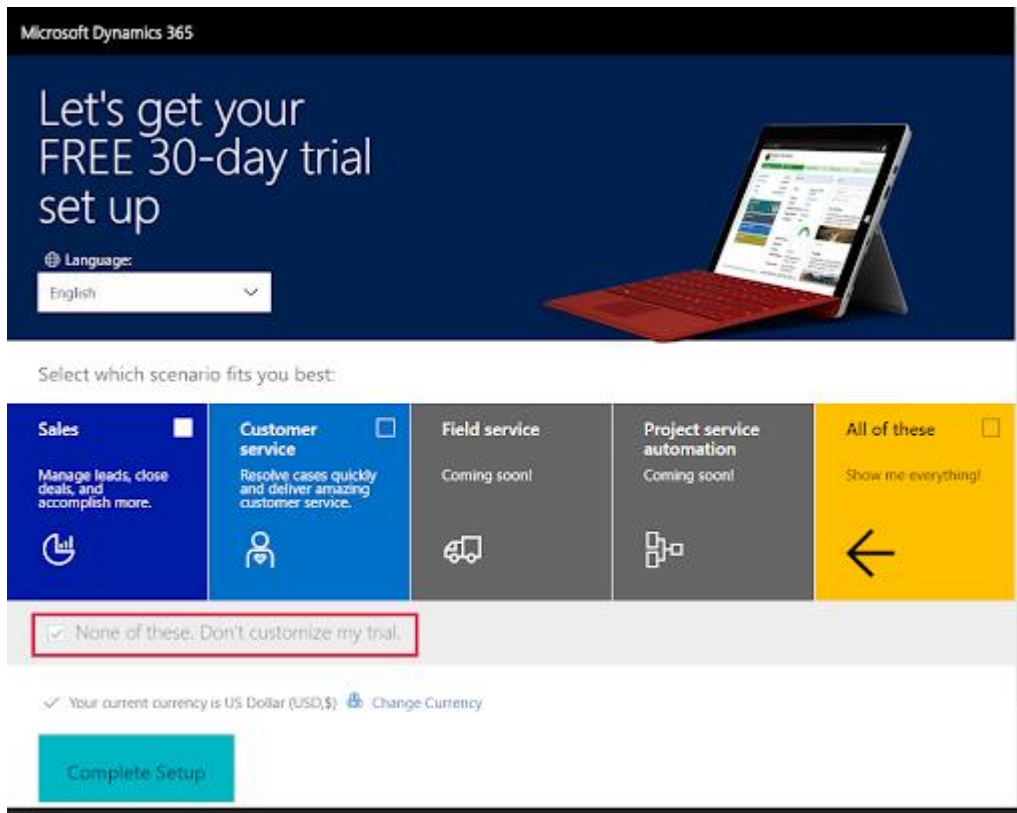 Microsoft Dynamics 365
Let's get your
FREE 30-day trial
set up
Language:
English
Select which scenario fits you best:
Sales
Manage leads, close
deals, and
accomplish more.
Customer
service
Resolve cases quickly
and deliver amazing
customer service.
Field service
Coming soon!
Project service
automation
Coming soon!
All of these
Show me everything!
None of these. Don't customize my trial.
Your current currency is US Dollar (USD,$) Change Currency
Complete Setup